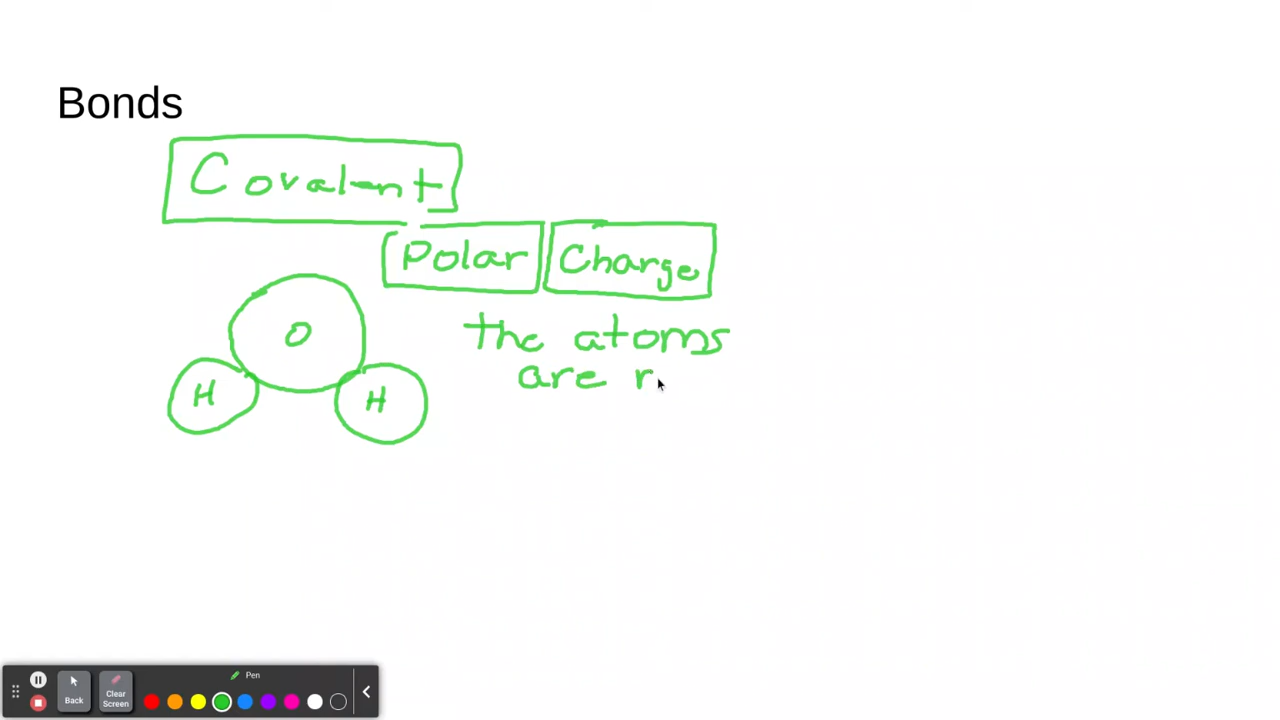 Bonds
Covalent
Polar Charge
O
H H
the atoms
are r
Pen
Back
Clear
Screen